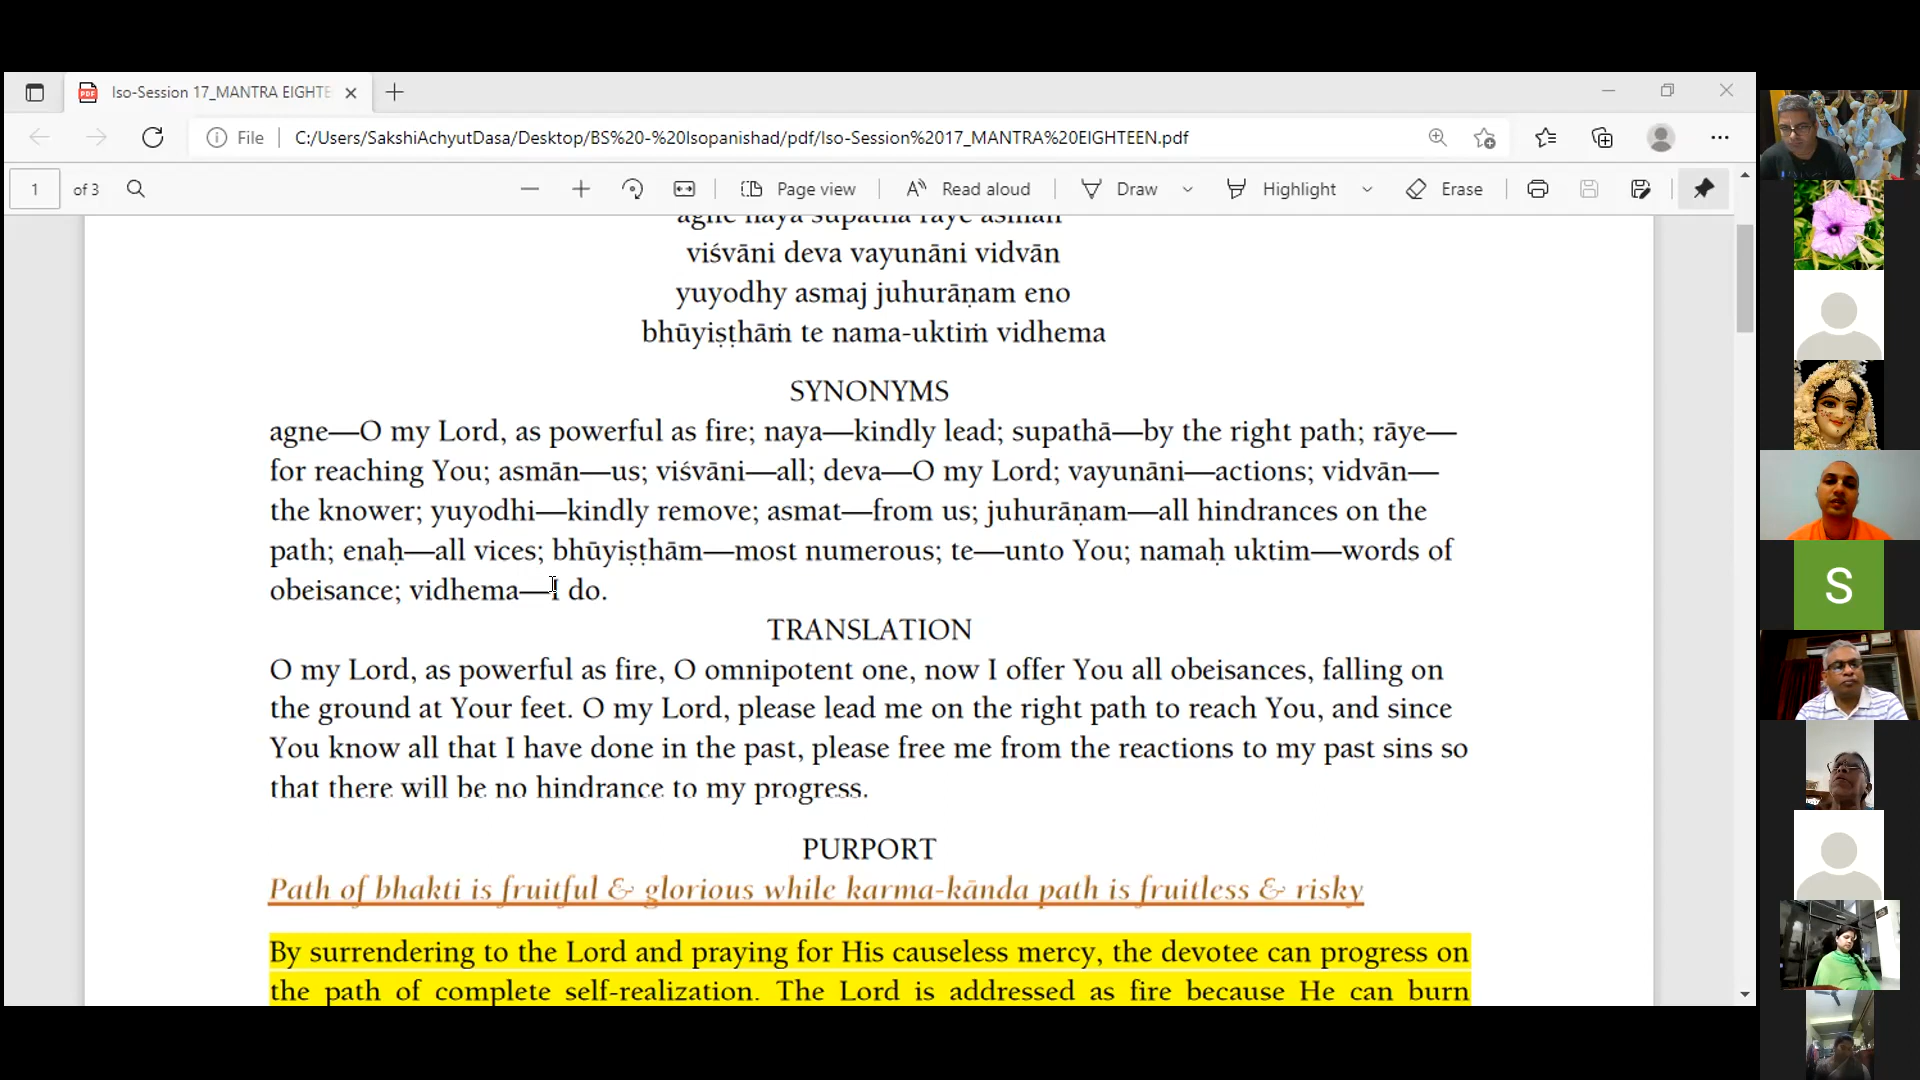 Iso-Session 17_MANTRA EIGHTE
File
C:/Users/SakshiAchyutDasa/Desktop/BS%20-%20Isopanishad/pdf/Iso-Session%2017_MANTRA%20EIGHTEEN.pdf
1 of 3
Page view
Read aloud
Draw
Highlight
Erase
agne naya supathā rāye asmān
viśvāni deva vayunāni vidvān
yuyodhy asmaj juhurāṇam eno
bhūyiṣṭhāṁ te nama-uktiṁ vidhema
SYNONYMS
agne—O my Lord, as powerful as fire; naya—kindly lead; supathā—by the right path; rāye—
for reaching You; asmān—us; viśvāni—all; deva—O my Lord; vayunāni—actions; vidvān—
the knower; yuyodhi—kindly remove; asmat—from us; juhurāṇam—all hindrances on the
path; enaḥ—all vices; bhūyiṣṭhām—most numerous; te—unto You; namaḥ uktim—words of
obeisance; vidhema—I do.
TRANSLATION
O my Lord, as powerful as fire, O omnipotent one, now I offer You all obeisances, falling on
the ground at Your feet. O my Lord, please lead me on the right path to reach You, and since
You know all that I have done in the past, please free me from the reactions to my past sins so
that there will be no hindrance to my progress.
PURPORT
Path of bhakti is fruitful & glorious while karma-kānda path is fruitless & risky
By surrendering to the Lord and praying for His causeless mercy, the devotee can progress on
the path of complete self-realization. The Lord is addressed as fire because He can burn
S